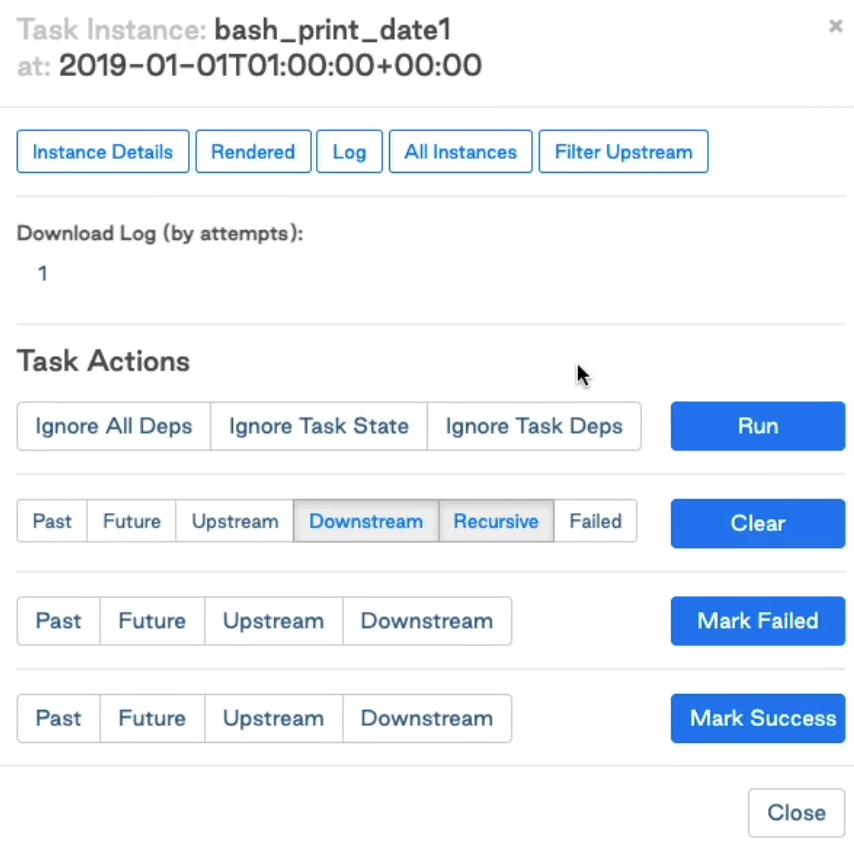 Task Instance: bash_print_date1
at: 2019-01-01T01:00:00+00:00
×
Instance Details Rendered Log All Instances Filter Upstream
Download Log (by attempts):
1
Task Actions
Ignore All Deps Ignore Task State Ignore Task Deps Run
Past Future Upstream Downstream Recursive Failed Clear
Past Future Upstream Downstream Mark Failed
Past Future Upstream Downstream Mark Success
Close